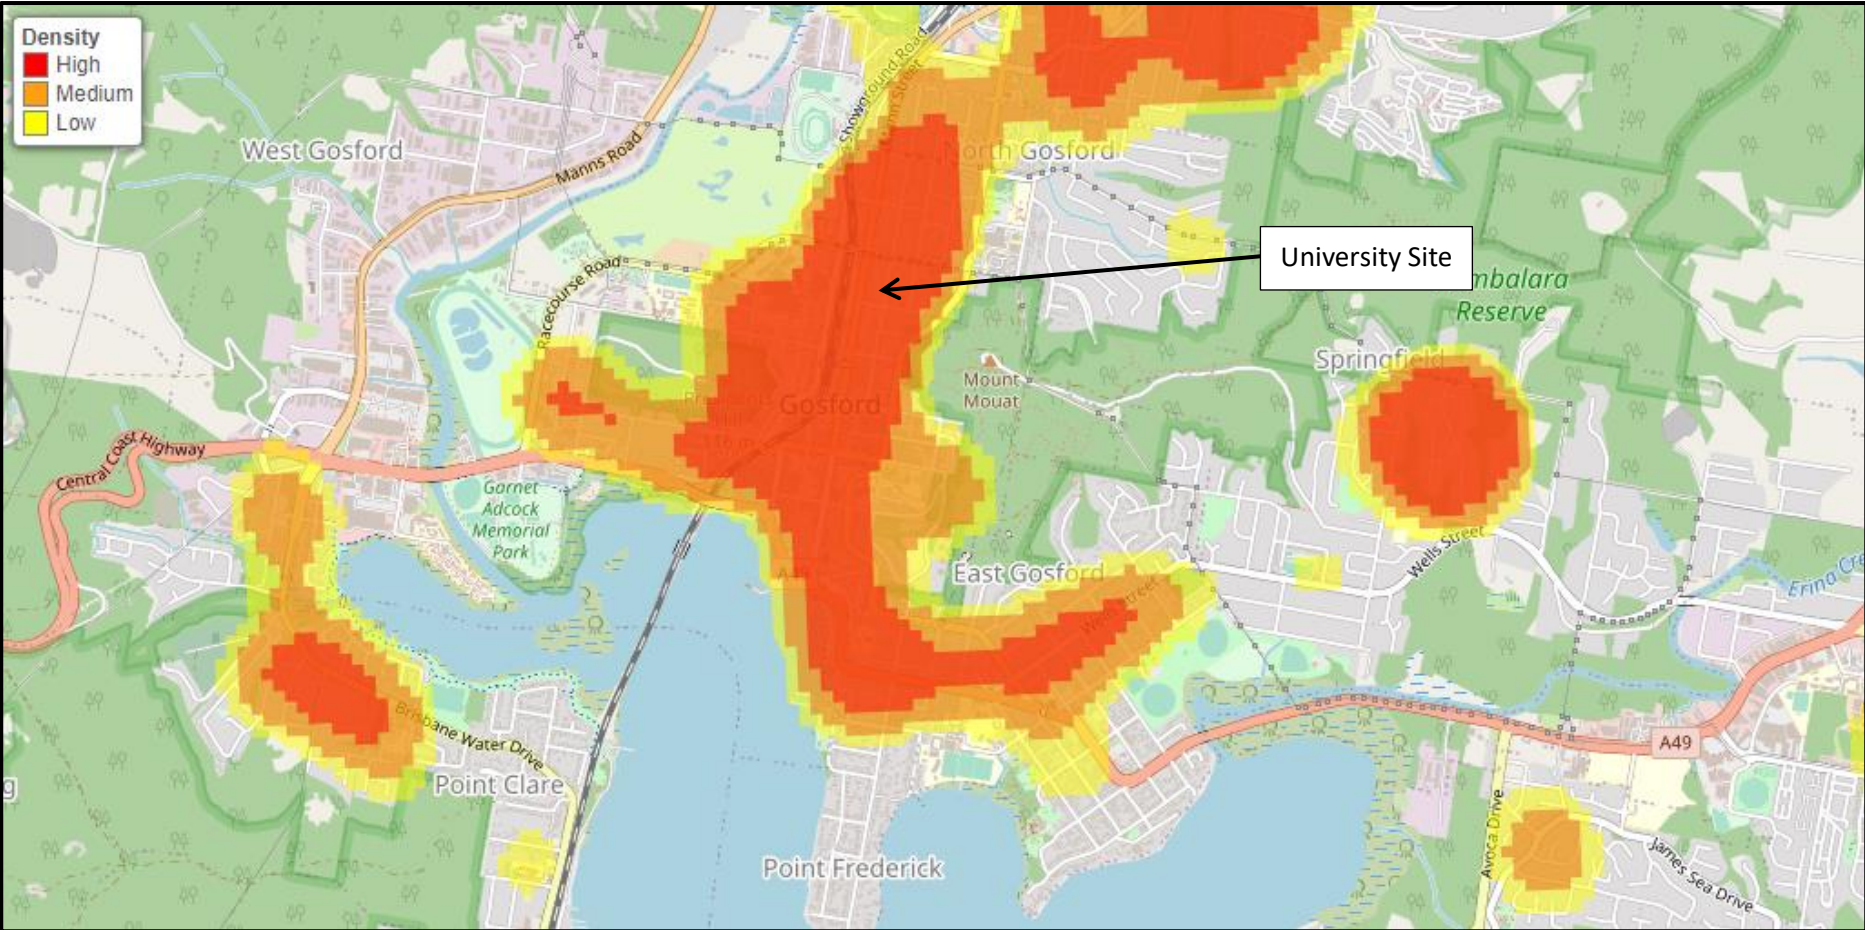 Density
High
Medium
Low
West Gosford
Manns Road
Showground Road
North Gosford
University Site
mbalara
Reserve
Racecourse Road
Springfield
Mount
Mouat
Gosford
Central Coast Highway
Garnet
Adcock
Memorial
Park
Wells Street
East Gosford
Erina Cre
Brisbane Water Drive
A49
Point Clare
g
Avoca Drive
James Sea Drive
Point Frederick